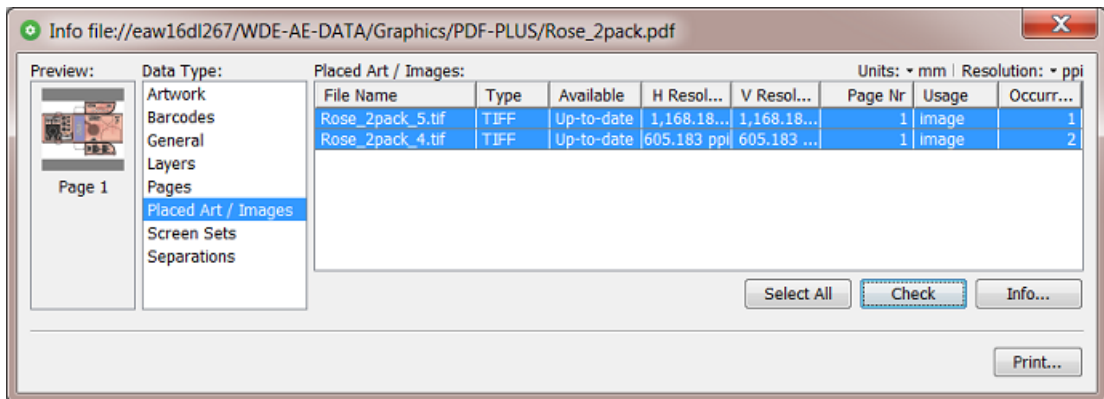 Info file://eaw16dl267/WDE-AE-DATA/Graphics/PDF-PLUS/Rose_2pack.pdf
Preview: Data Type: Placed Art / Images: Units: mm | Resolution: ppi
Page 1
Artwork
Barcodes
General
Layers
Pages
Placed Art / Images
Screen Sets
Separations
File Name Type Available H Resol... V Resol... Page Nr Usage Occurr...
Rose_2pack_5.tif TIFF Up-to-date 1,168.18... 1,168.18... 1 image 1
Rose_2pack_4.tif TIFF Up-to-date 605.183 ppi 605.183 ... 1 image 2
Select All Check Info...
Print...